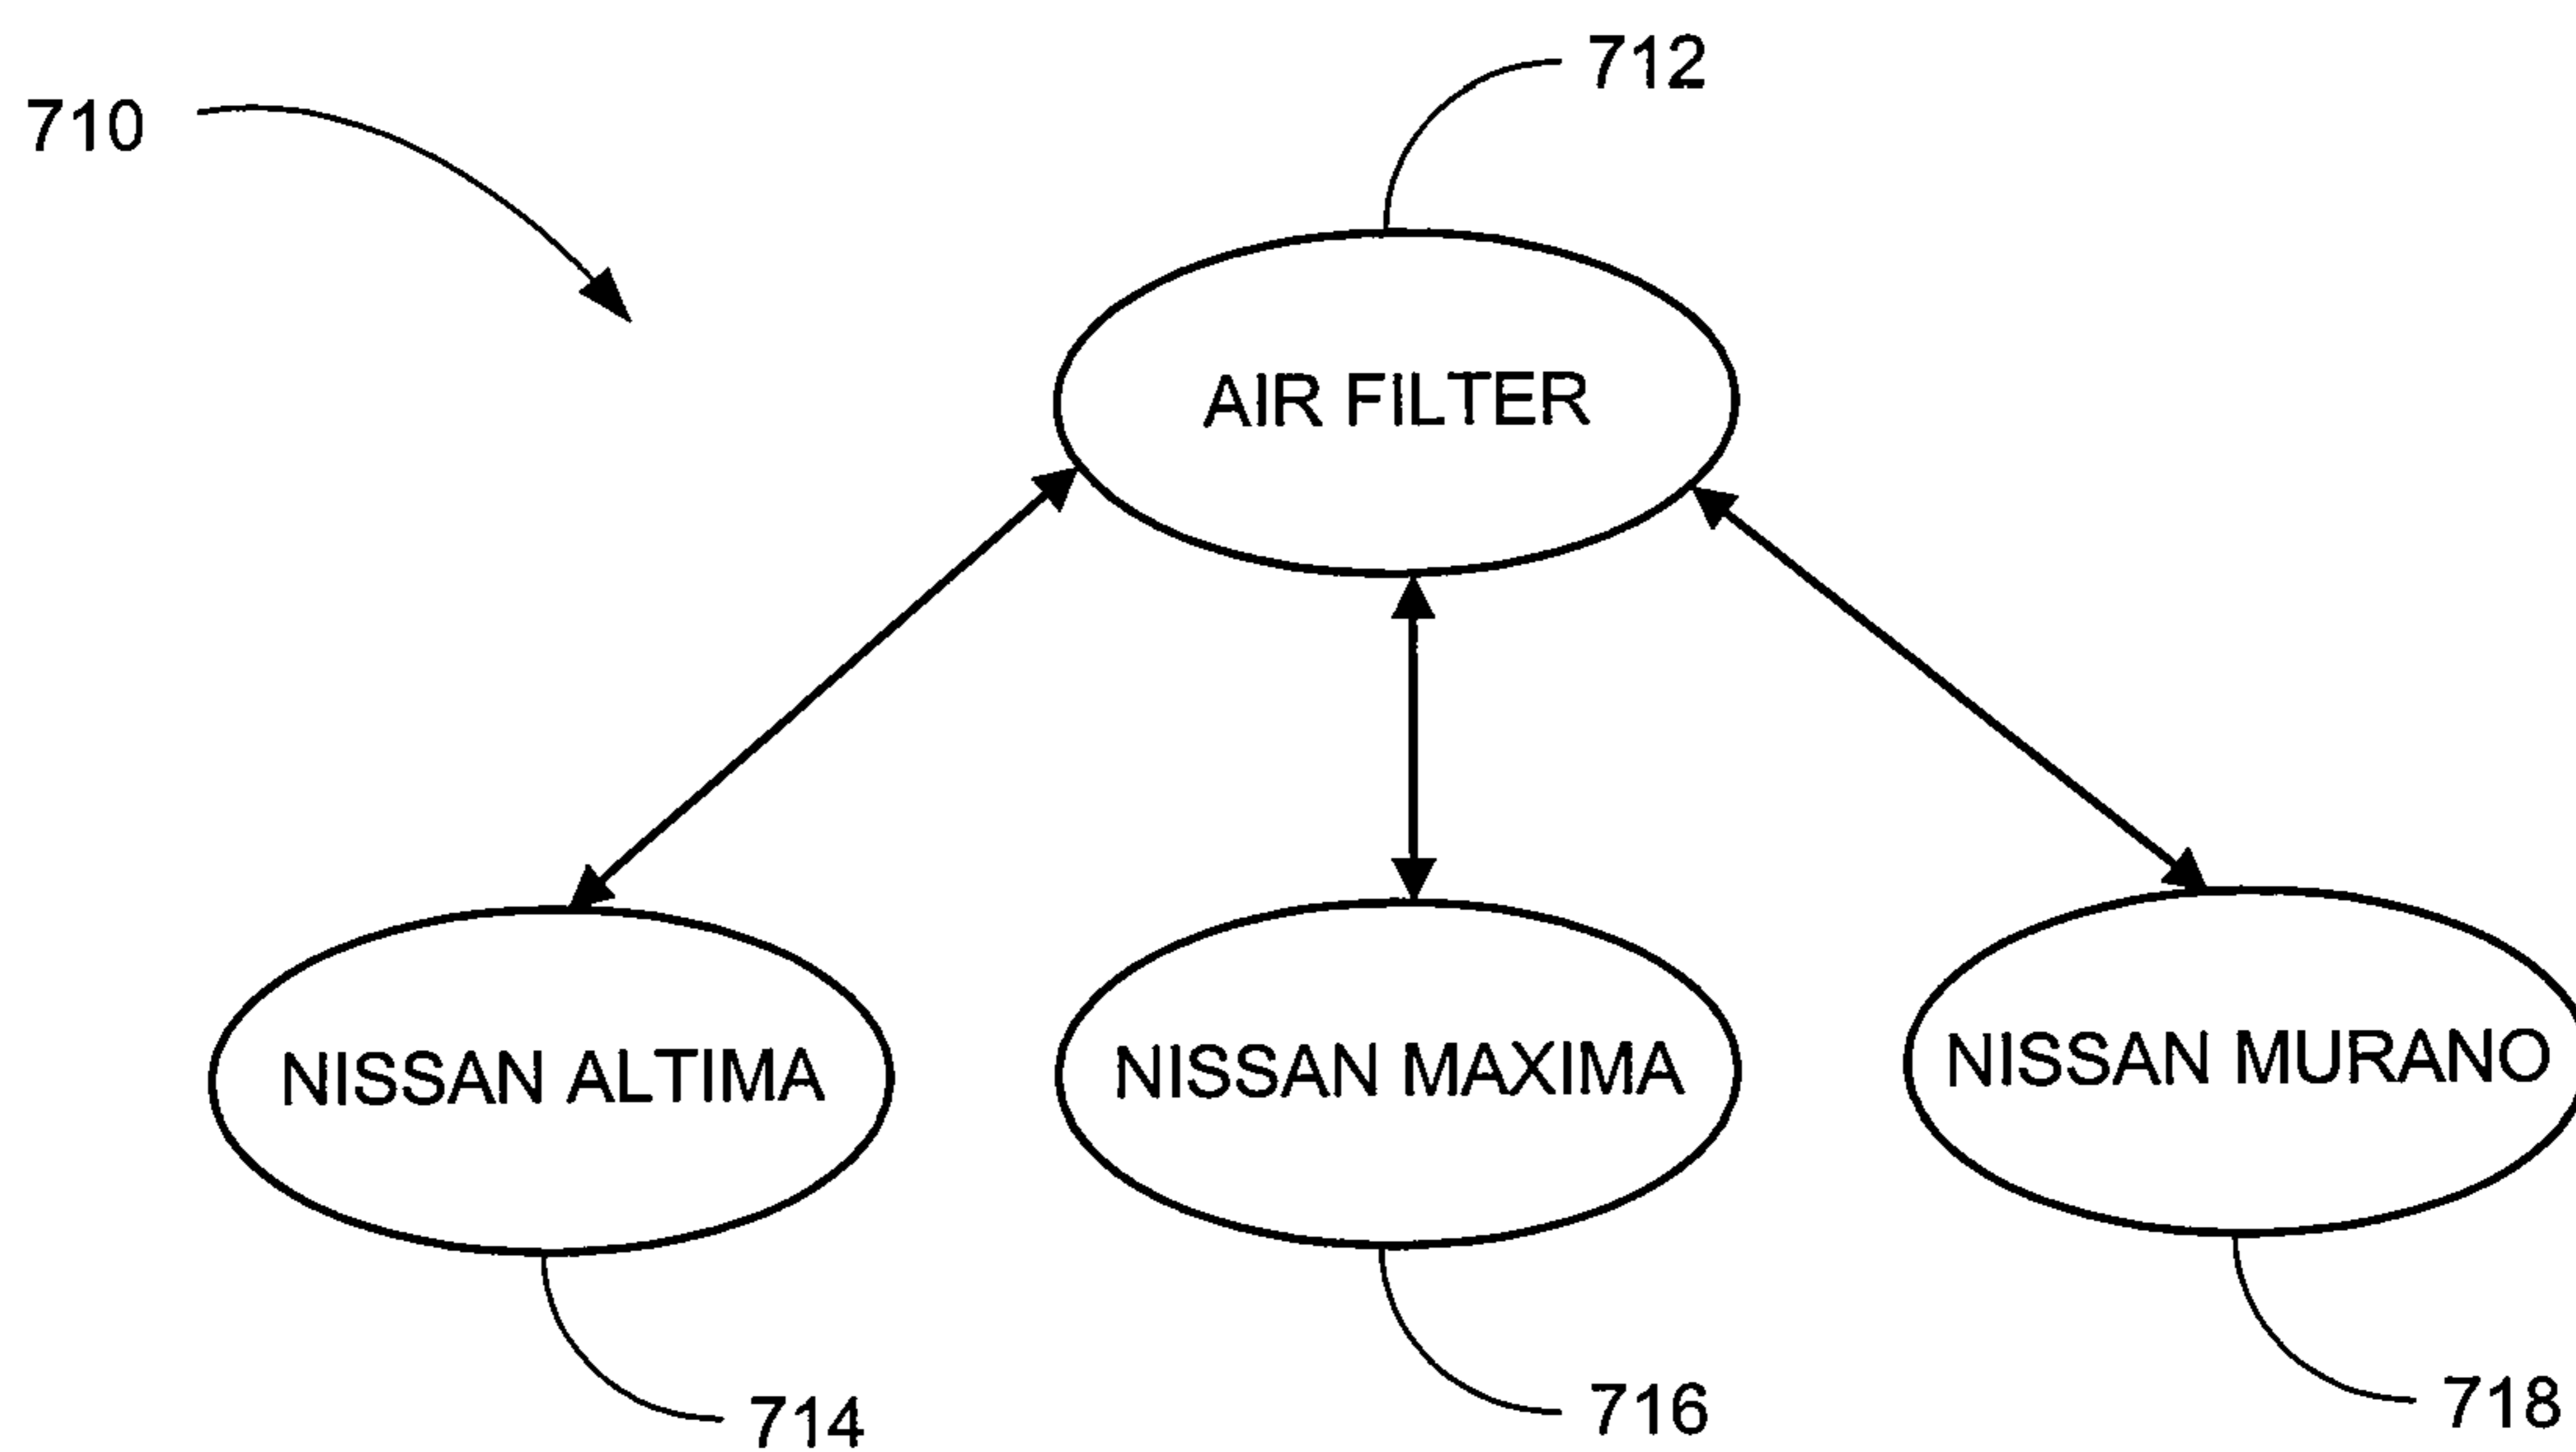 712
710
AIR FILTER
NISSAN ALTIMA
NISSAN MAXIMA
NISSAN MURANO
714
716
718